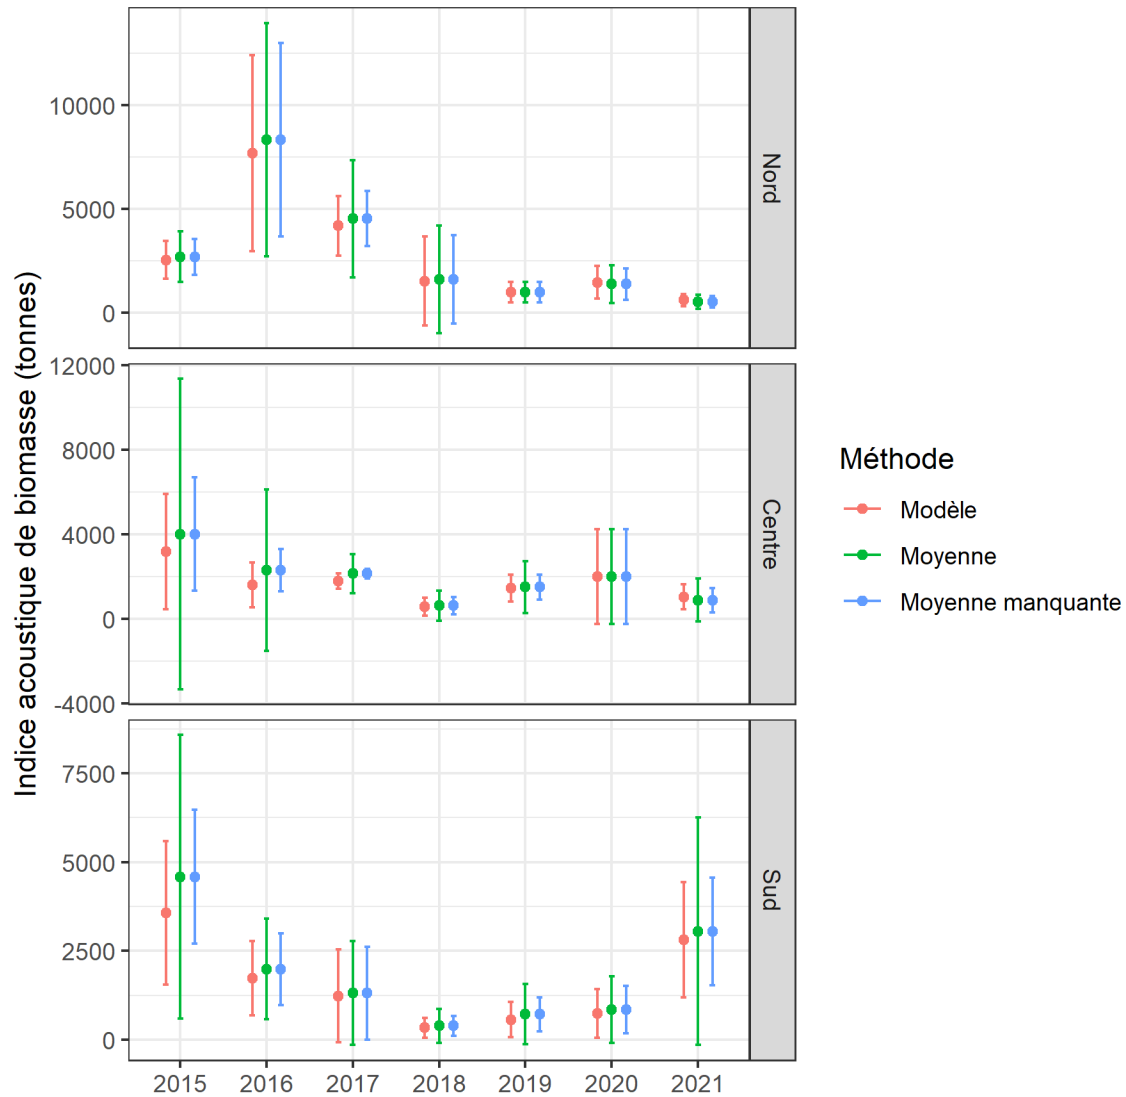 Indice acoustique de biomasse (tonnes)
10000
5000
0
Nord
12000
8000
4000
0
-4000
Centre
7500
5000
2500
0
Sud
2015 2016 2017 2018 2019 2020 2021
Méthode
Modèle
Moyenne
Moyenne manquante